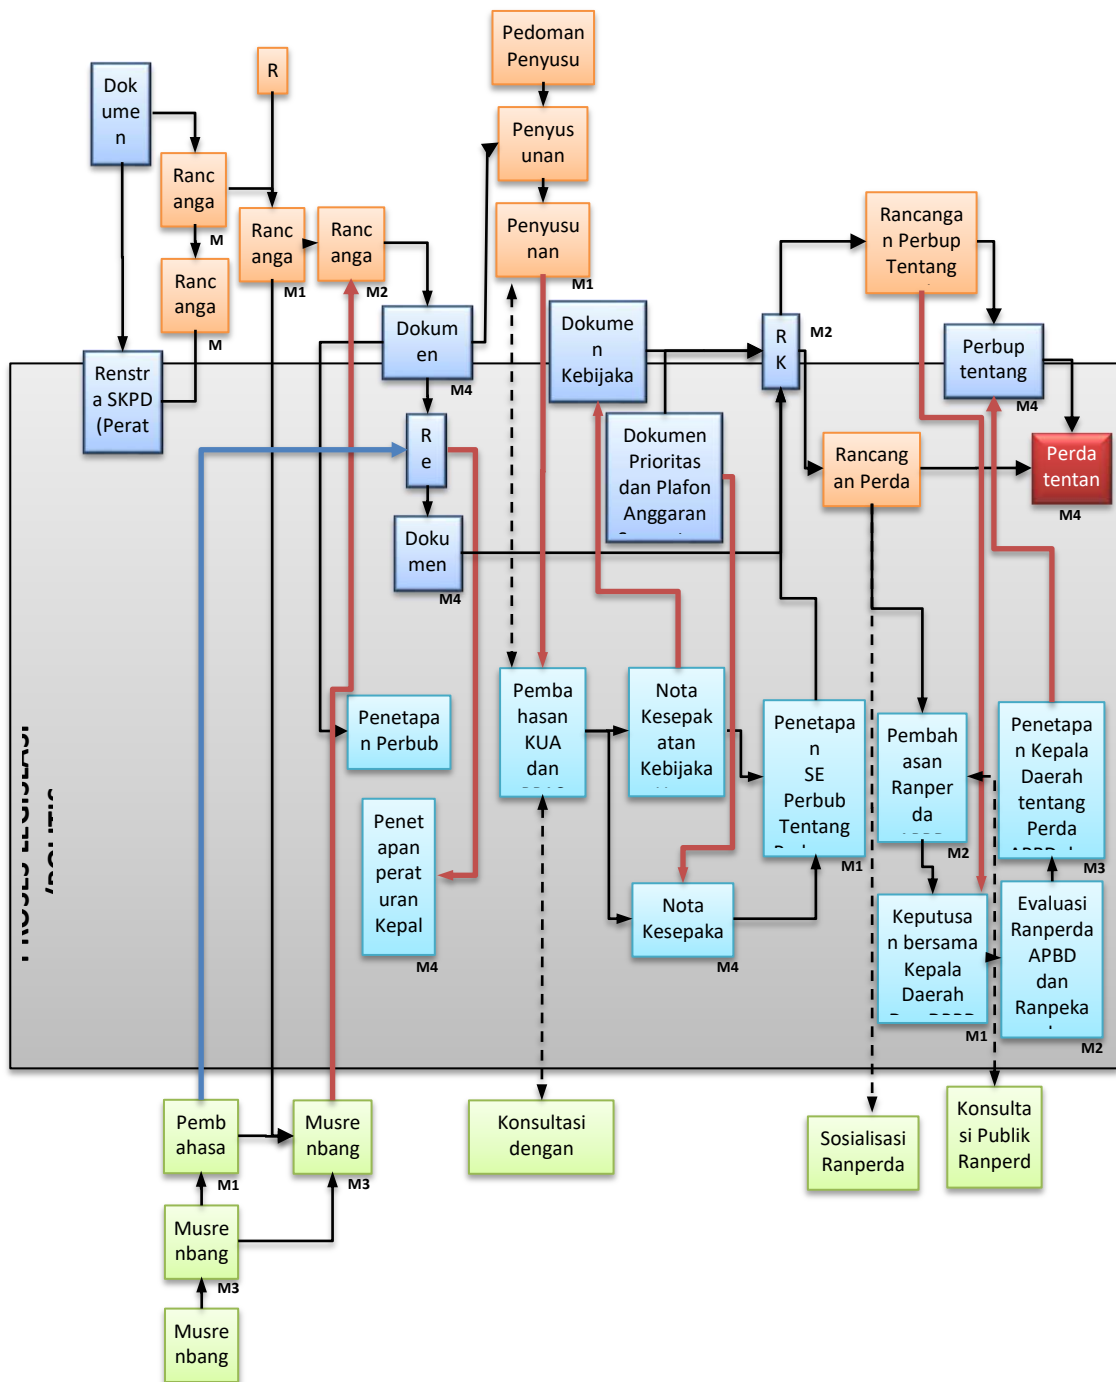 Pedoman
Penyusu
R
Dok
ume
n
Penyus
unan
Ranc
anga
M
Ranc
anga
M1
Ranc
anga
M2
Penyusu
nan
M1
Rancanga
n Perbup
Tentang
Ranc
anga
M
Dokum
en
M4
Dokume
n
Kebijaka
R
K
M2
Perbup
tentang
M4
Renstr
a SKPD
(Perat
R
e
Dokumen
Prioritas
dan Plafon
Anggaran
Rancang
an Perda
Perda
tentan
M4
Doku
men
M4
PROSES LEGISLASI
/POLITIS
Penetapa
n Perbub
Pemba
hasan
KUA
dan
Nota
Kesepak
atan
Kebijaka
Penetapa
n
SE
Perbub
Tentang
M1
Pembah
asan
Ranper
da
M2
Penetapa
n Kepala
Daerah
tentang
Perda
M3
Penet
apan
perat
uran
Kepal
M4
Nota
Kesepaka
M4
Keputusa
n bersama
Kepala
Daerah
M1
Evaluasi
Ranperda
APBD
dan
Ranpeka
M2
Pemb
ahasa
M1
Musre
nbang
M3
Konsultasi
dengan
Sosialisasi
Ranperda
Konsulta
si Publik
Ranperd
Musre
nbang
M3
Musre
nbang